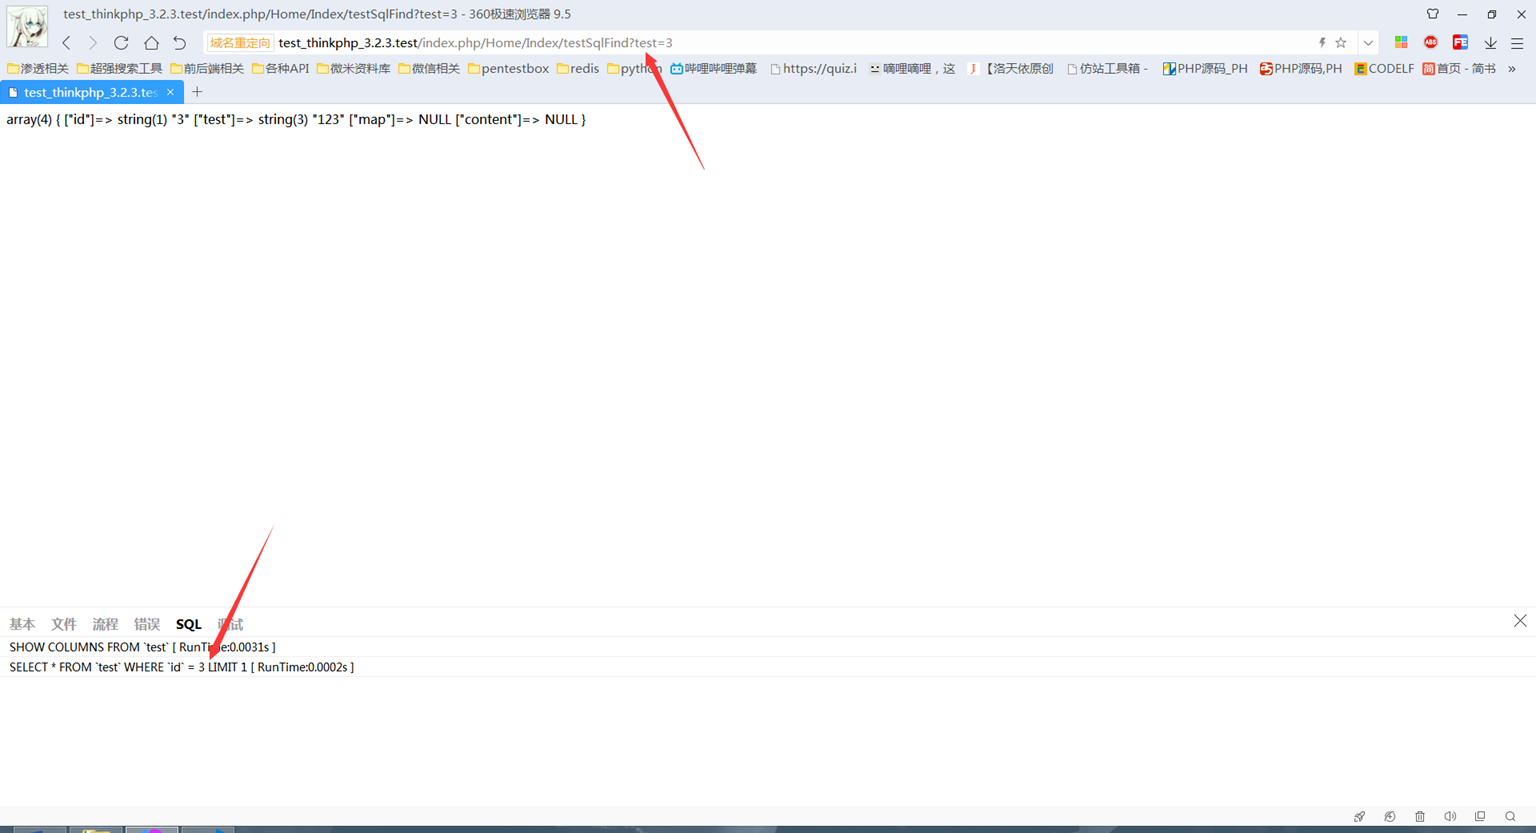 test_thinkphp_3.2.3.test/index.php/Home/Index/testSqlFind?test=3 - 360极速浏览器 9.5
域名重定向 test_thinkphp_3.2.3.test/index.php/Home/Index/testSqlFind?test=3
渗透相关 超强搜索工具 前后端相关 各种API 微米资料库 微信相关 pentestbox redis python 哔哩哔哩弹幕 https://quiz.i 嘀哩嘀哩，这 【洛天依原创 仿站工具箱 - PHP源码_PH PHP源码,PH CODELF 首页 - 简书 »
test_thinkphp_3.2.3.tes × +
array(4) { ["id"]=> string(1) "3" ["test"]=> string(3) "123" ["map"]=> NULL ["content"]=> NULL }
基本 文件 流程 错误 SQL 调试
SHOW COLUMNS FROM `test` [ RunTime:0.0031s ]
SELECT * FROM `test` WHERE `id` = 3 LIMIT 1 [ RunTime:0.0002s ]